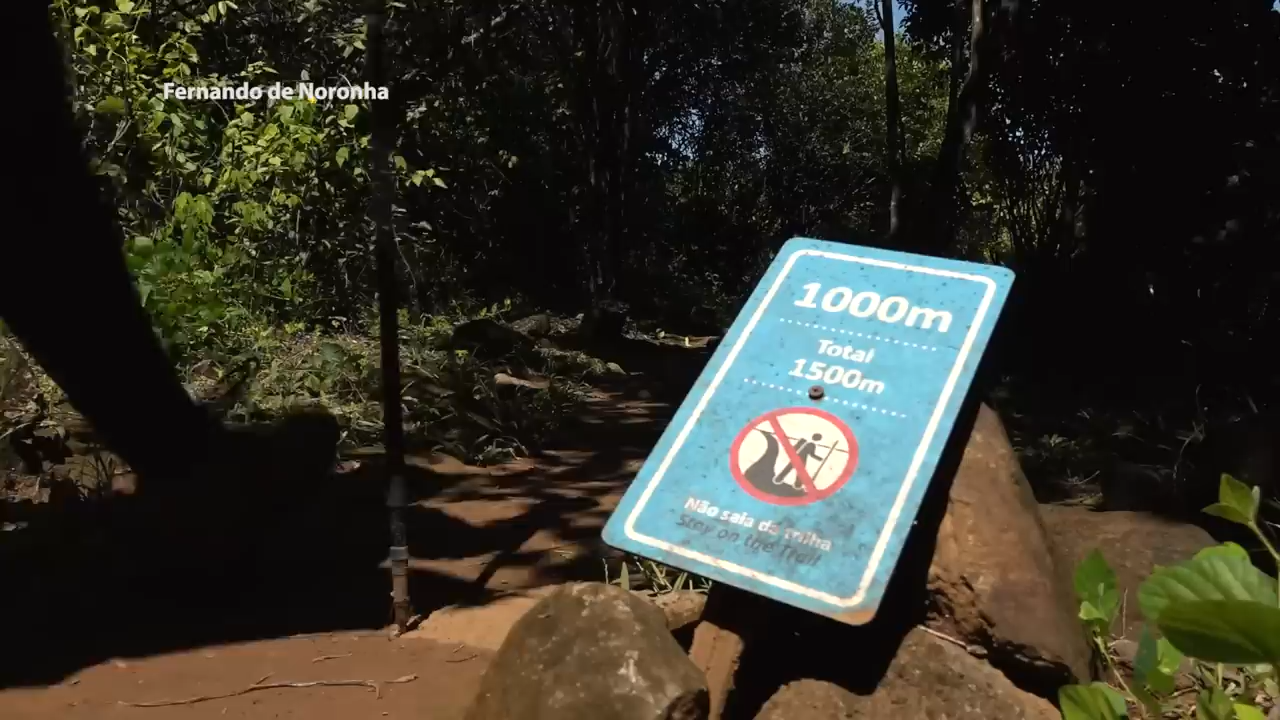 Fernando de Noronha
1000m
Total
1500m
Não saia da trilha
Stay on the Trail